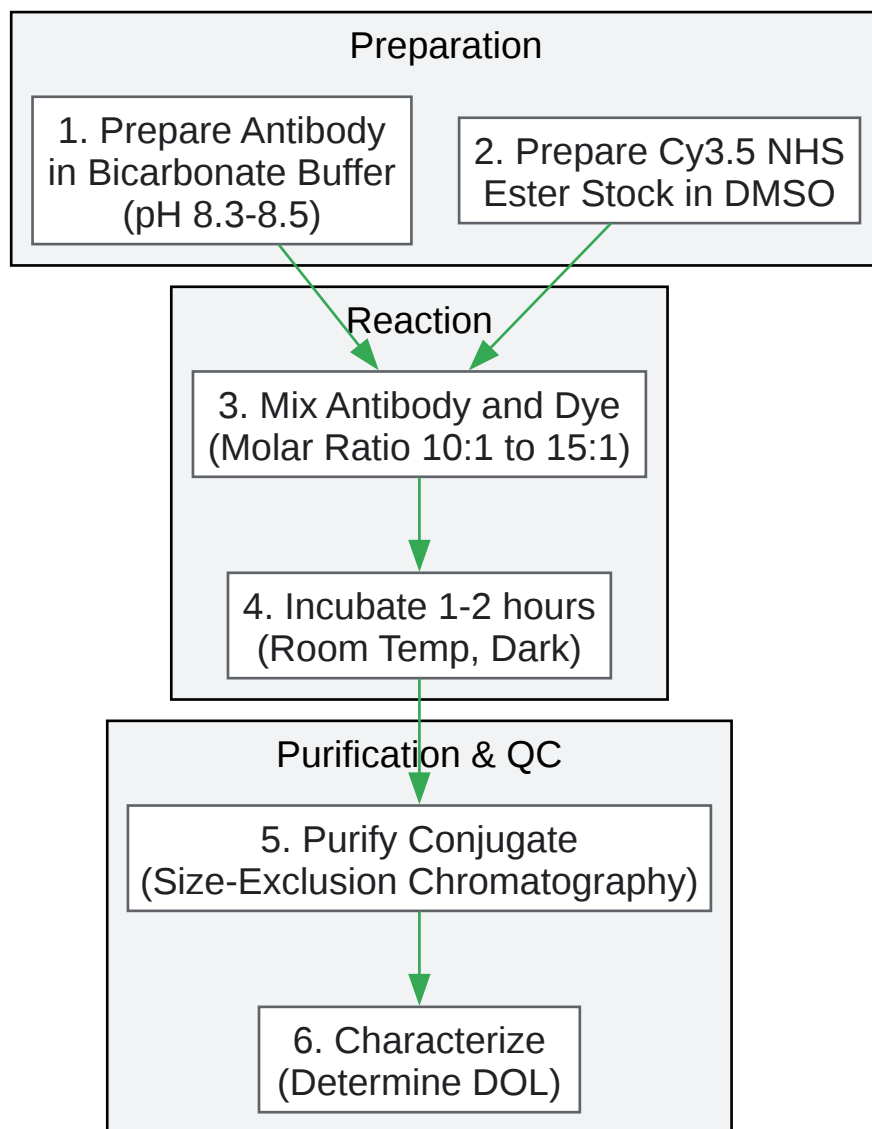 Preparation
1. Prepare Antibody
in Bicarbonate Buffer
(pH 8.3-8.5)
2. Prepare Cy3.5 NHS
Ester Stock in DMSO
Reaction
3. Mix Antibody and Dye
(Molar Ratio 10:1 to 15:1)
4. Incubate 1-2 hours
(Room Temp, Dark)
Purification & QC
5. Purify Conjugate
(Size-Exclusion Chromatography)
6. Characterize
(Determine DOL)